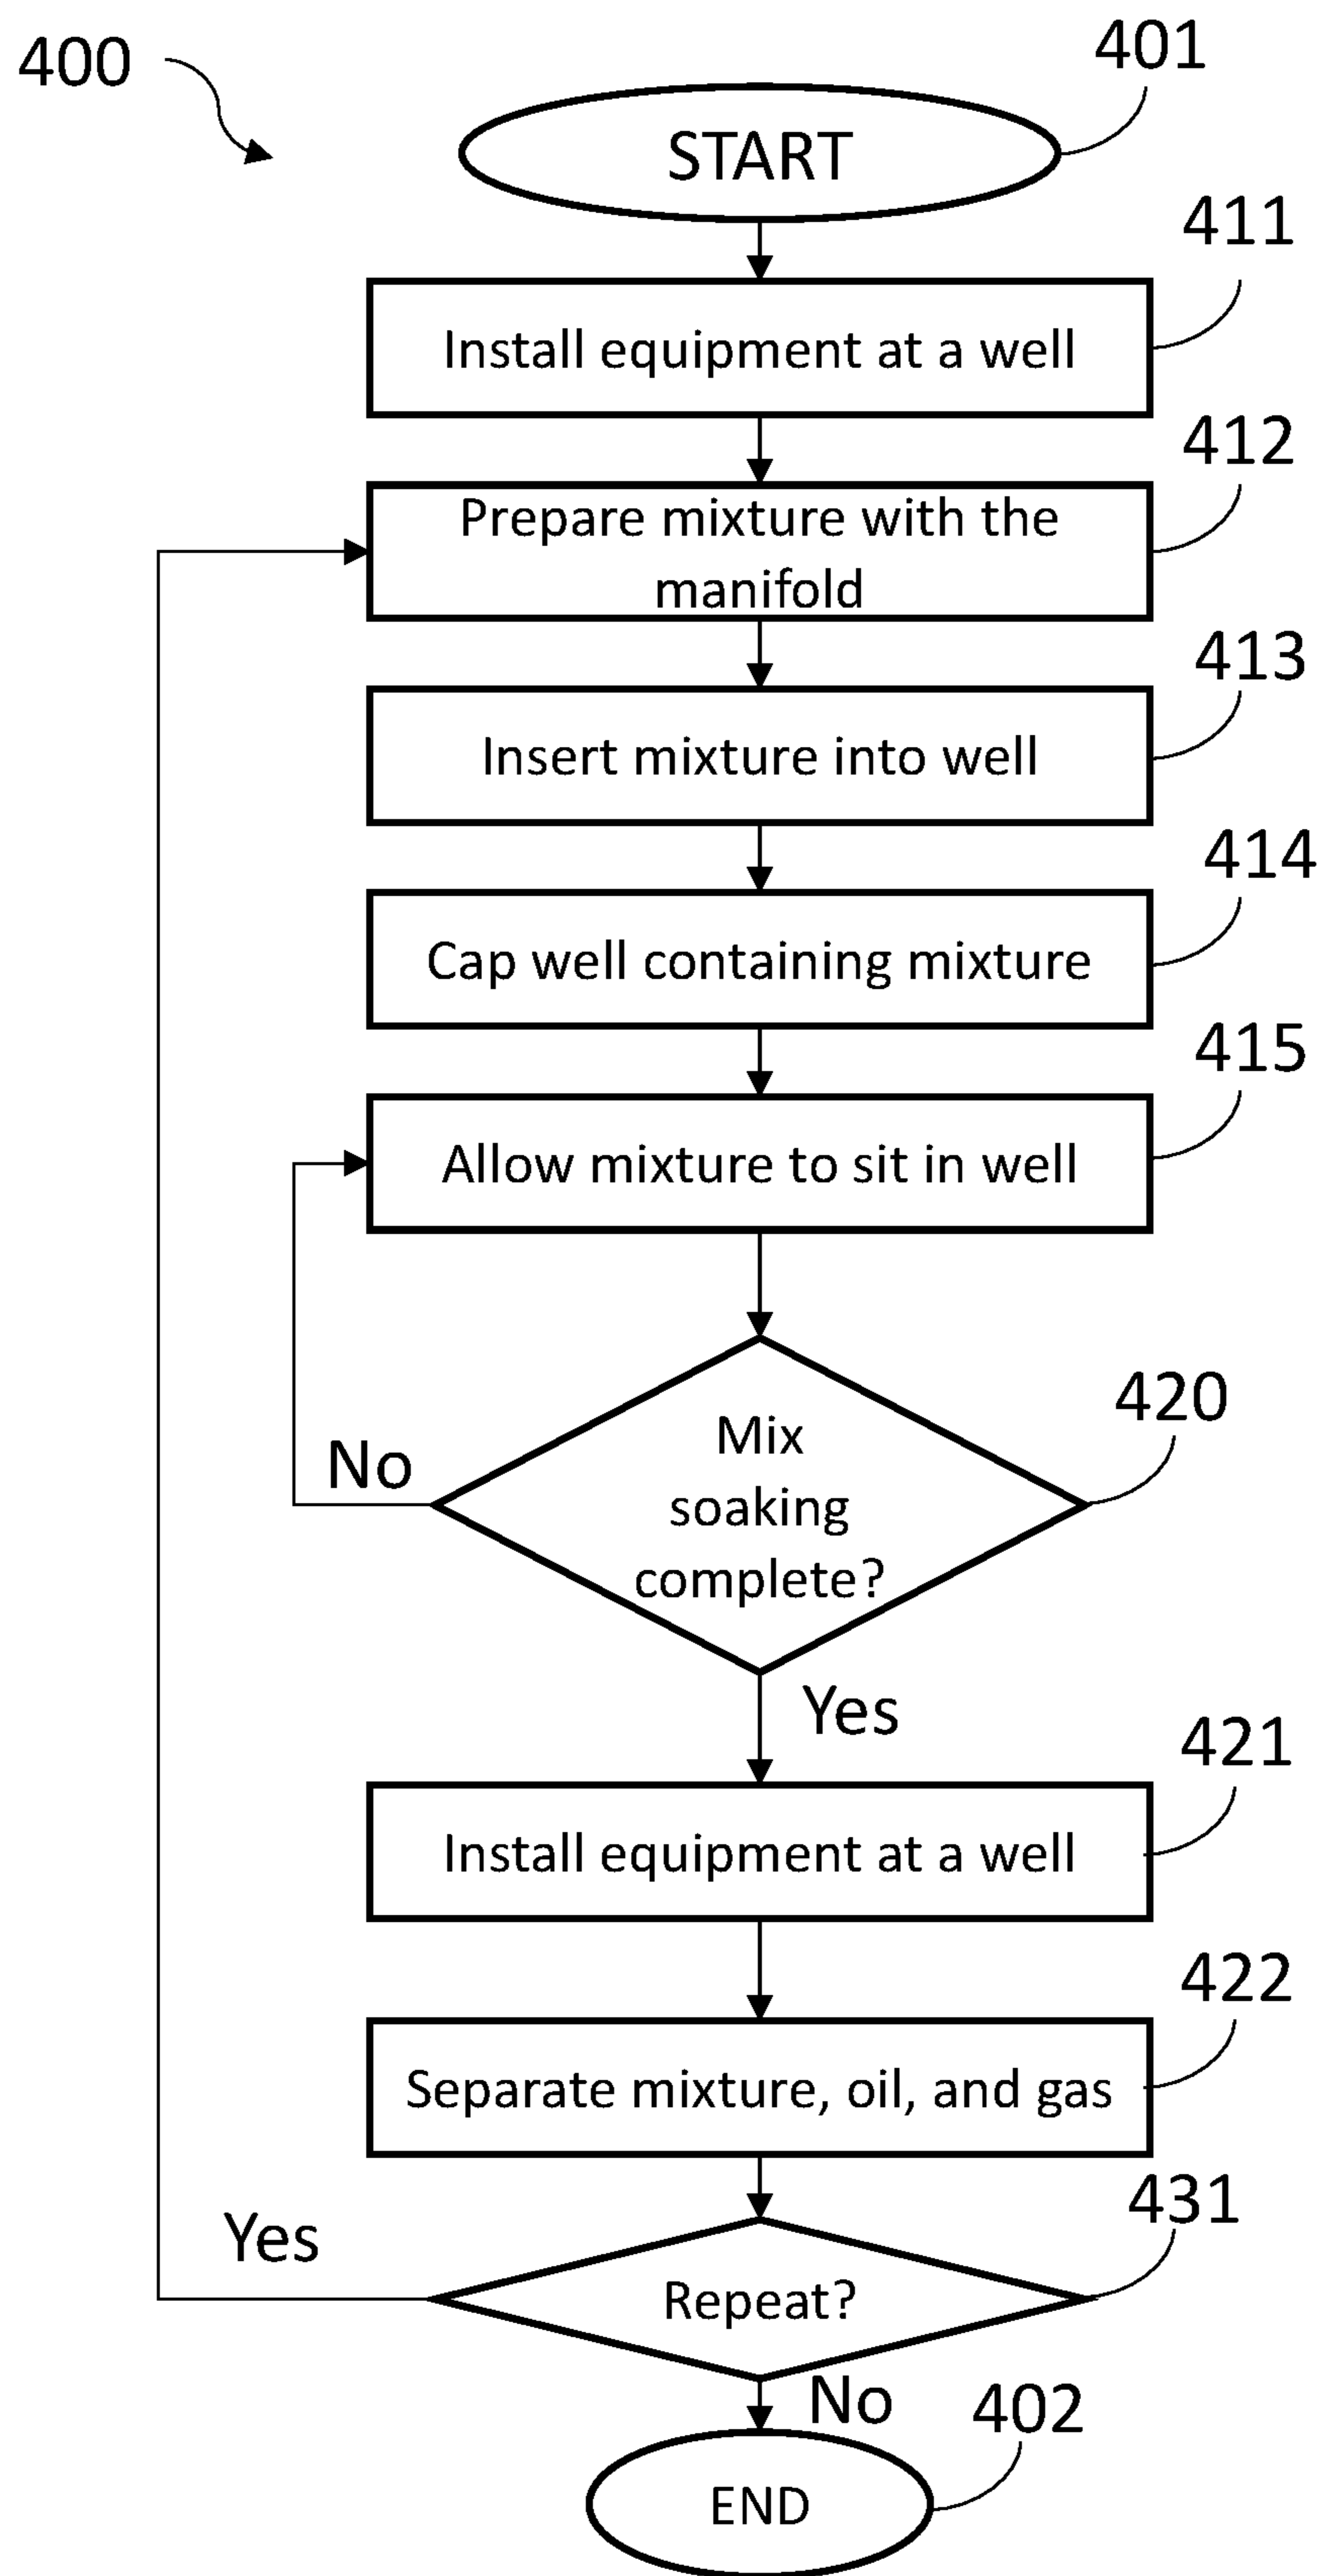 400
401
START
411
Install equipment at a well
412
Prepare mixture with the
manifold
413
Insert mixture into well
414
Cap well containing mixture
415
Allow mixture to sit in well
420
Mix
soaking
complete?
No
Yes
421
Install equipment at a well
422
Separate mixture, oil, and gas
431
Yes
Repeat?
No
402
END